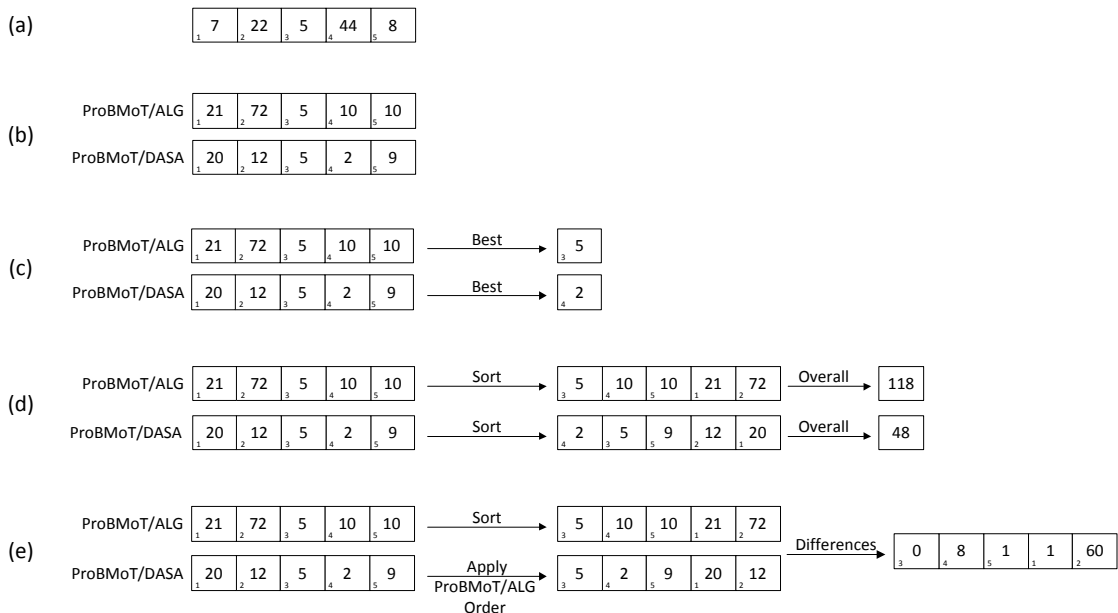 (a)
7 22 5 44 8
1 2 3 4 5
(b)
ProBMoT/ALG 21 72 5 10 10
1 2 3 4 5
ProBMoT/DASA 20 12 5 2 9
1 2 3 4 5
(c)
ProBMoT/ALG 21 72 5 10 10 Best 5
1 2 3 4 5 3
ProBMoT/DASA 20 12 5 2 9 Best 2
1 2 3 4 5 4
(d)
ProBMoT/ALG 21 72 5 10 10 Sort 5 10 10 21 72 Overall 118
1 2 3 4 5 3 4 5 1 2
ProBMoT/DASA 20 12 5 2 9 Sort 2 5 9 12 20 Overall 48
1 2 3 4 5 4 3 5 2 1
(e)
ProBMoT/ALG 21 72 5 10 10 Sort 5 10 10 21 72
1 2 3 4 5 3 4 5 1 2
Differences 0 8 1 1 60
3 4 5 1 2
ProBMoT/DASA 20 12 5 2 9 Apply 5 2 9 20 12
1 2 3 4 5 3 4 5 1 2
ProBMoT/ALG
Order